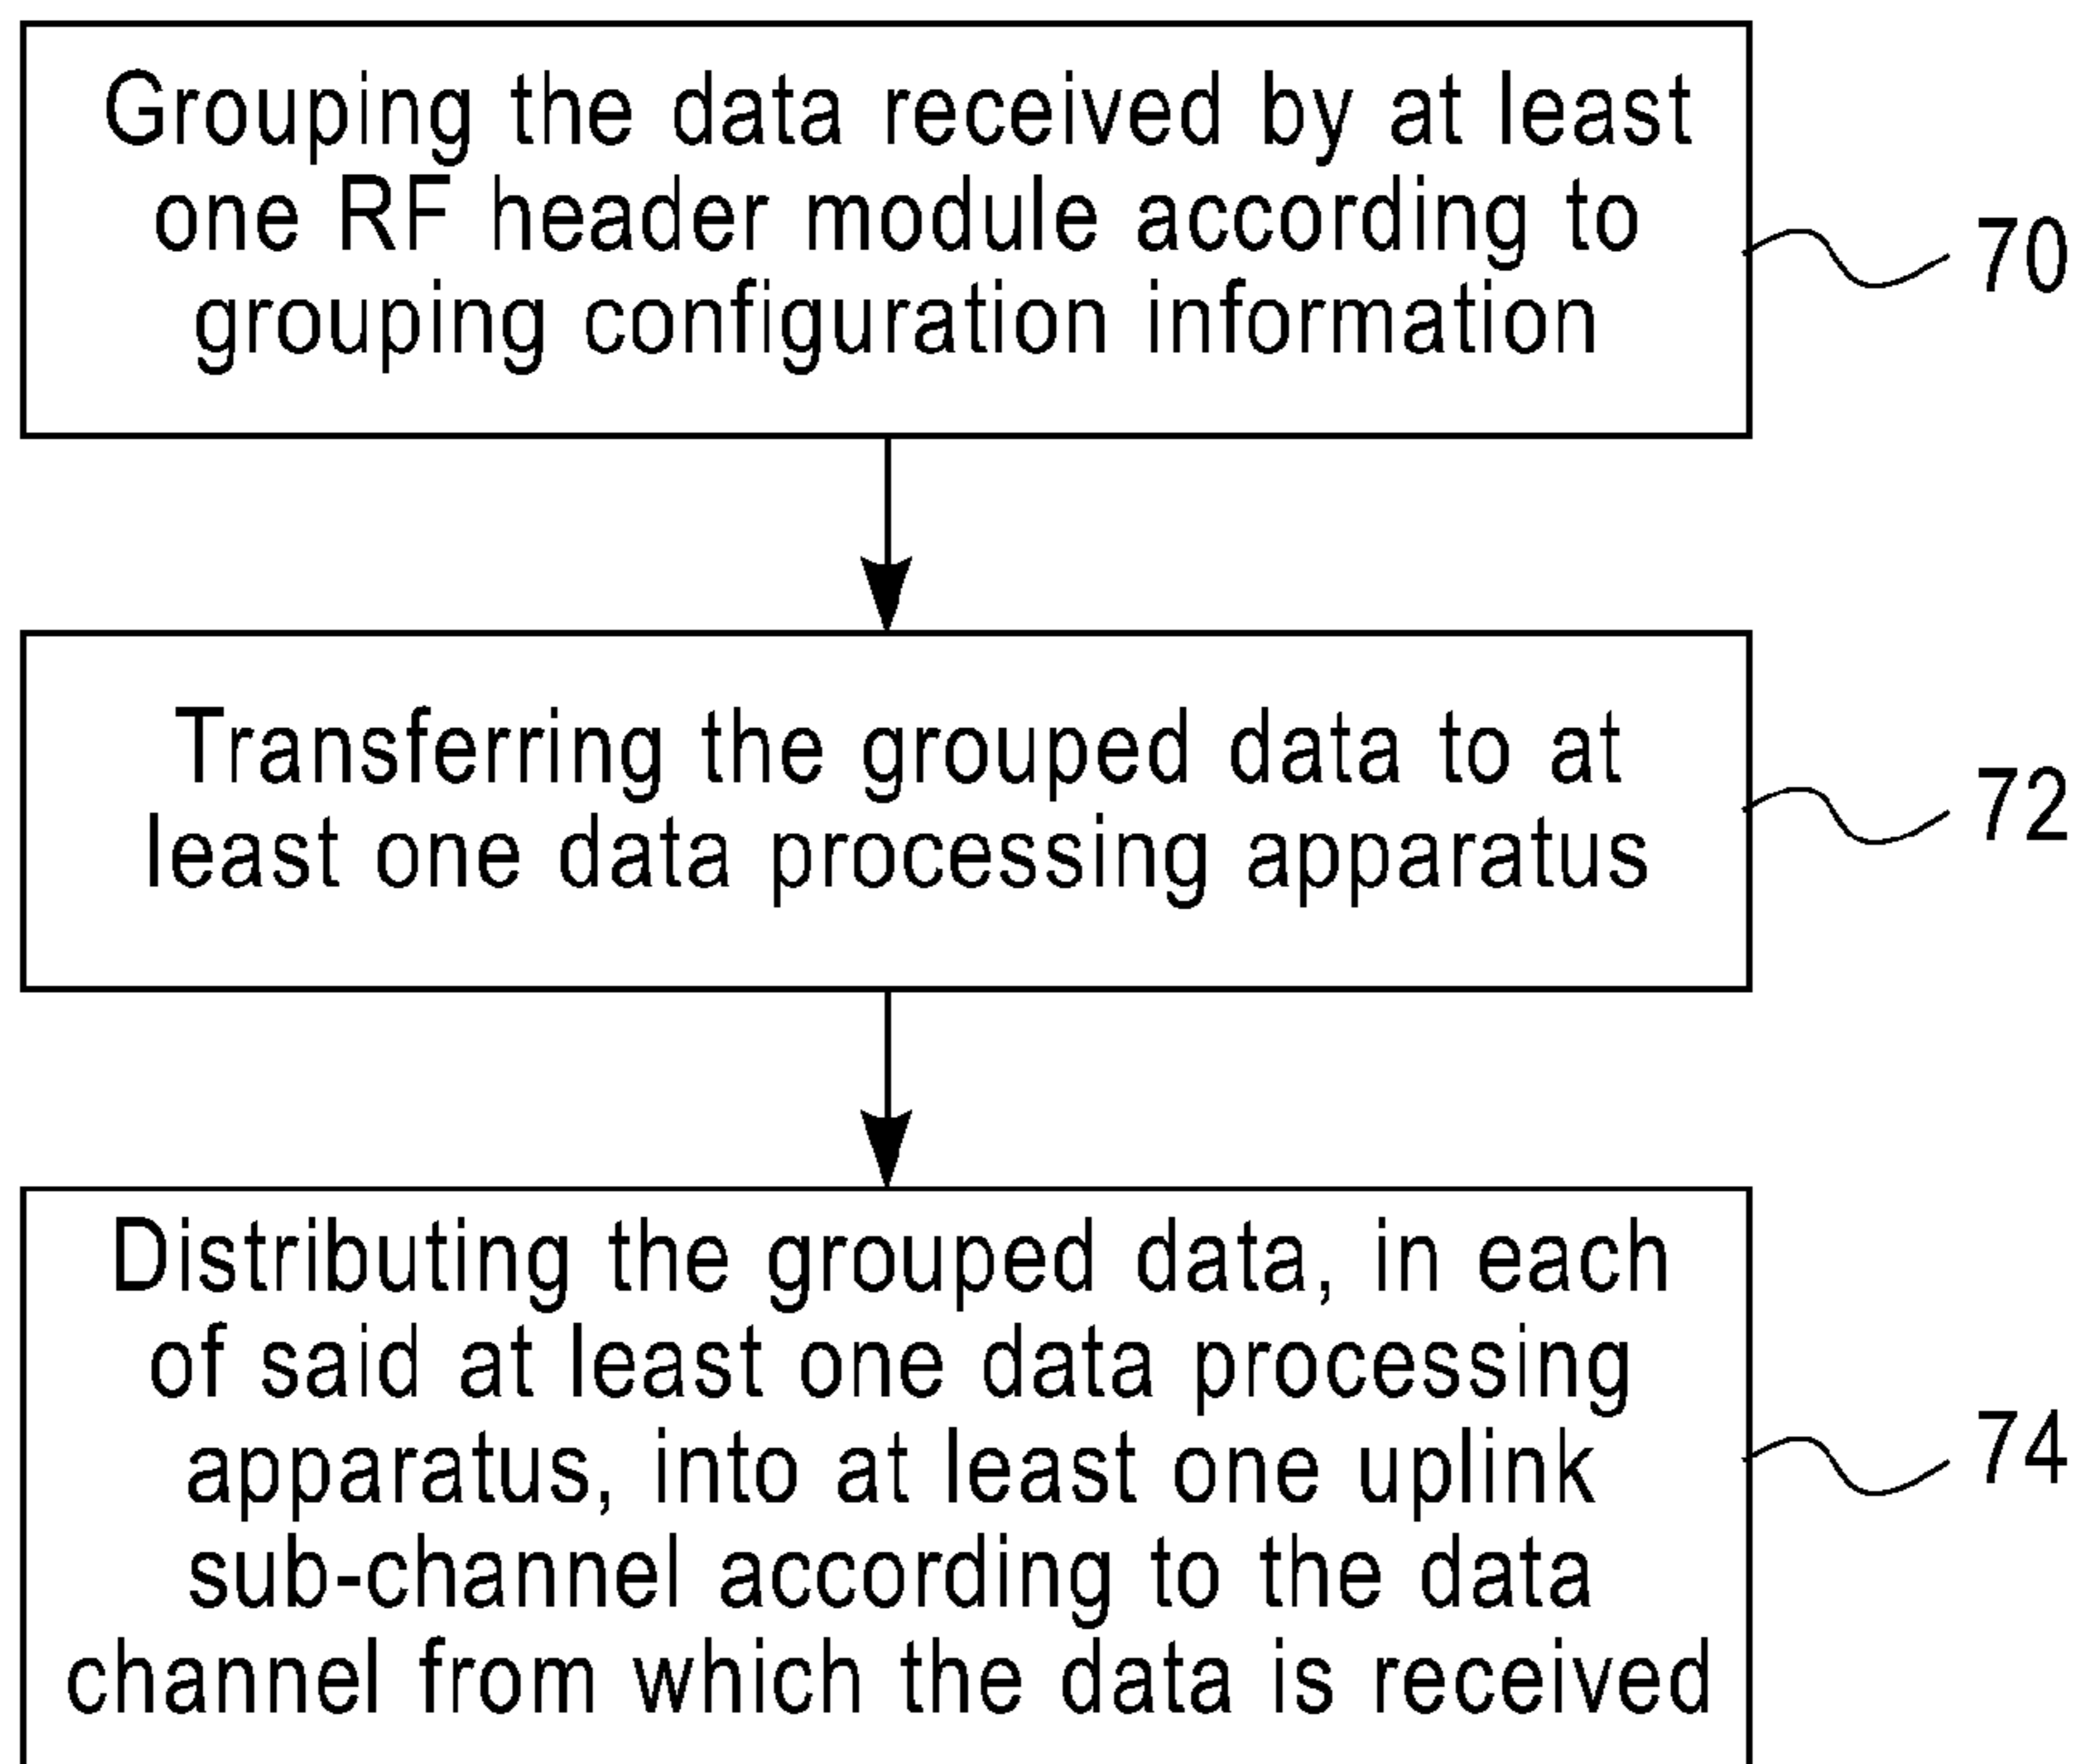 Grouping the data received by at least
one RF header module according to
grouping configuration information
70
Transferring the grouped data to at
least one data processing apparatus
72
Distributing the grouped data, in each
of said at least one data processing
apparatus, into at least one uplink
sub-channel according to the data
channel from which the data is received
74